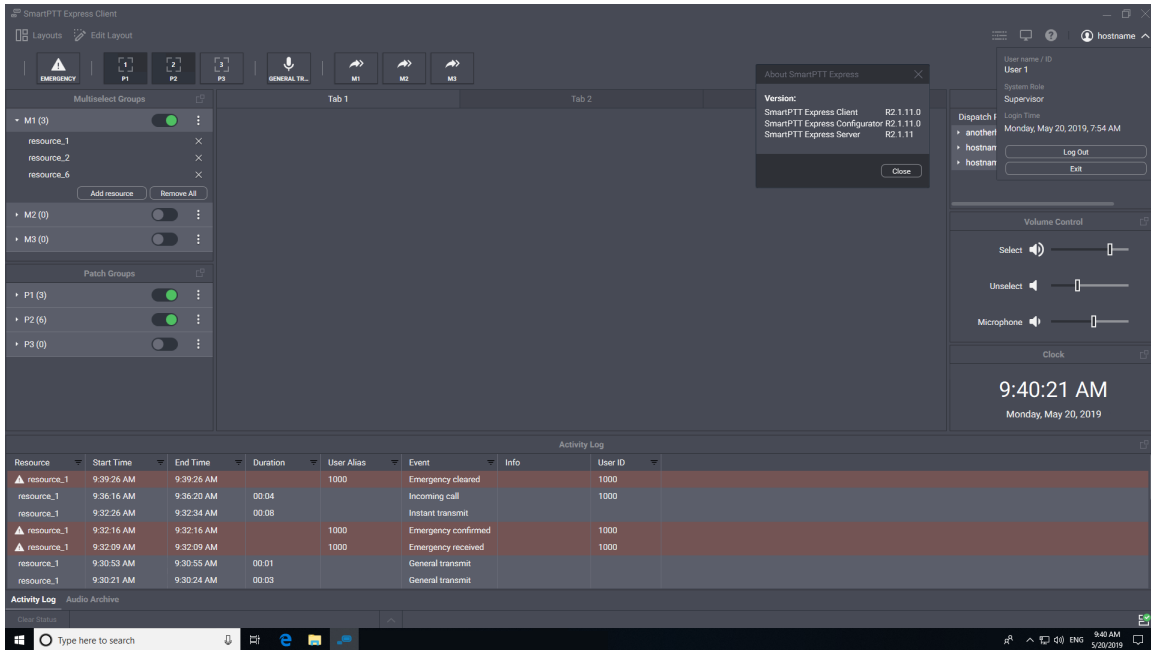 SmartPTT Express Client
Layouts Edit Layout
hostname
EMERGENCY
1
P1
2
P2
3
P3
GENERAL TR...
M1
M2
M3
User name / ID
User 1
System Role
Supervisor
Login Time
Monday, May 20, 2019, 7:54 AM
Log Out
Exit
About SmartPTT Express
Version:
SmartPTT Express Client R2.1.11.0
SmartPTT Express Configurator R2.1.11.0
SmartPTT Express Server R2.1.11
Close
Multiselect Groups
M1 (3)
resource_1
resource_2
resource_6
Add resource Remove All
M2 (0)
M3 (0)
Patch Groups
P1 (3)
P2 (6)
P3 (0)
Tab 1 Tab 2
Dispatch
hostnam
hostnam
Volume Control
Select
Unselect
Microphone
Clock
9:40:21 AM
Monday, May 20, 2019
Activity Log
Resource Start Time End Time Duration User Alias Event Info User ID
resource_1 9:39:26 AM 9:39:26 AM 1000 Emergency cleared 1000
resource_1 9:36:16 AM 9:36:20 AM 00:04 Incoming call 1000
resource_1 9:32:26 AM 9:32:34 AM 00:08 Instant transmit
resource_1 9:32:16 AM 9:32:16 AM 1000 Emergency confirmed 1000
resource_1 9:32:09 AM 9:32:09 AM 1000 Emergency received 1000
resource_1 9:30:53 AM 9:30:55 AM 00:01 General transmit
resource_1 9:30:21 AM 9:30:24 AM 00:03 General transmit
Activity Log Audio Archive
Clear Status
Type here to search
ENG
9:40 AM
5/20/2019